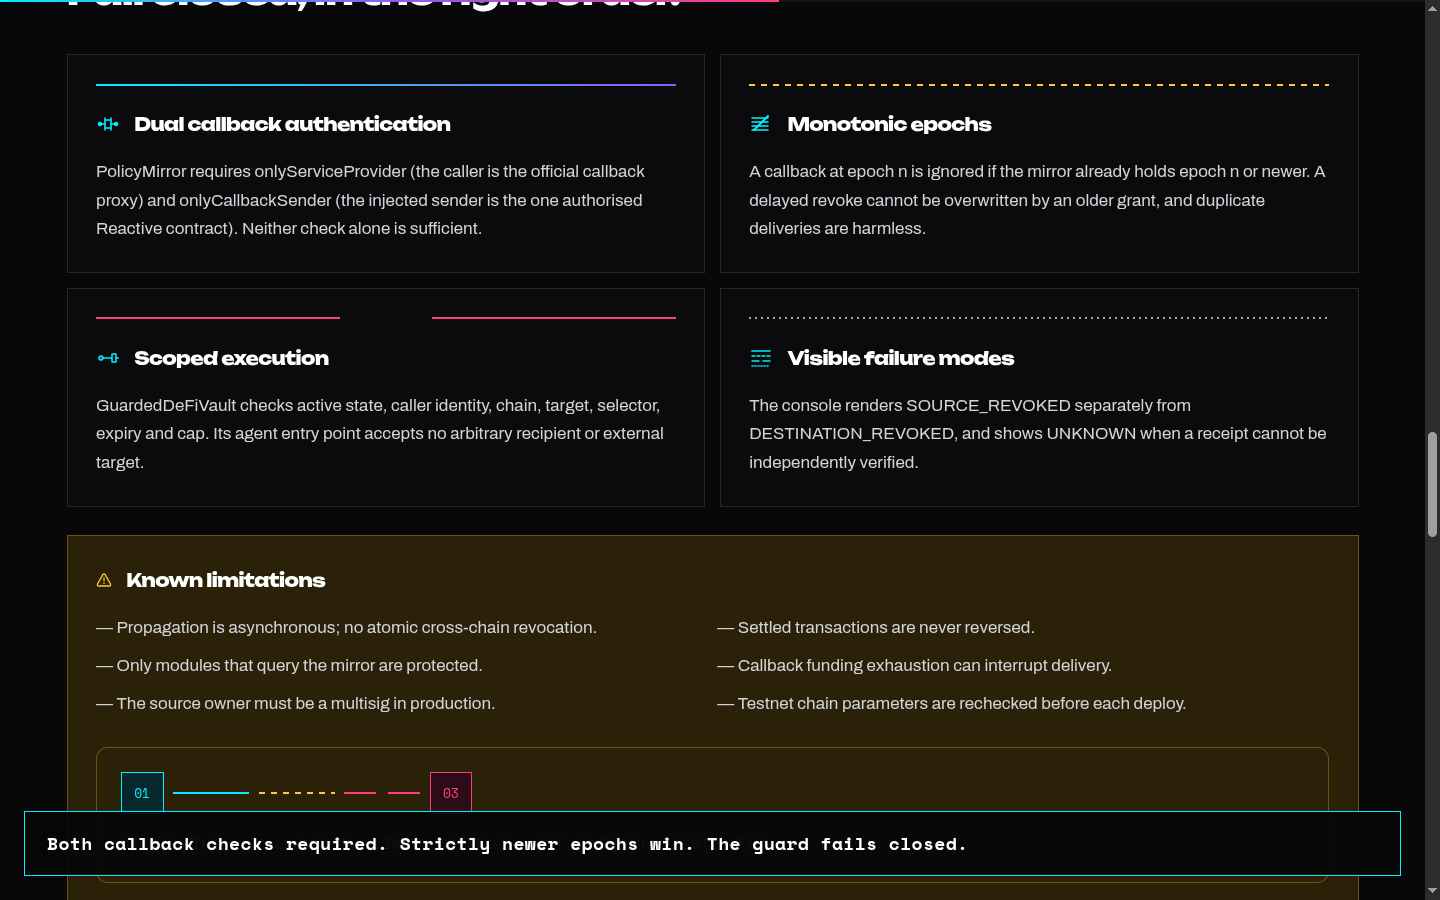 Fail closed, in the right order.
Dual callback authentication
PolicyMirror requires onlyServiceProvider (the caller is the official callback
proxy) and onlyCallbackSender (the injected sender is the one authorised
Reactive contract). Neither check alone is sufficient.
Monotonic epochs
A callback at epoch n is ignored if the mirror already holds epoch n or newer. A
delayed revoke cannot be overwritten by an older grant, and duplicate
deliveries are harmless.
Scoped execution
GuardedDeFiVault checks active state, caller identity, chain, target, selector,
expiry and cap. Its agent entry point accepts no arbitrary recipient or external
target.
Visible failure modes
The console renders SOURCE_REVOKED separately from
DESTINATION_REVOKED, and shows UNKNOWN when a receipt cannot be
independently verified.
Known limitations
— Propagation is asynchronous; no atomic cross-chain revocation.
— Settled transactions are never reversed.
— Only modules that query the mirror are protected.
— Callback funding exhaustion can interrupt delivery.
— The source owner must be a multisig in production.
— Testnet chain parameters are rechecked before each deploy.
01
03
Both callback checks required. Strictly newer epochs win. The guard fails closed.